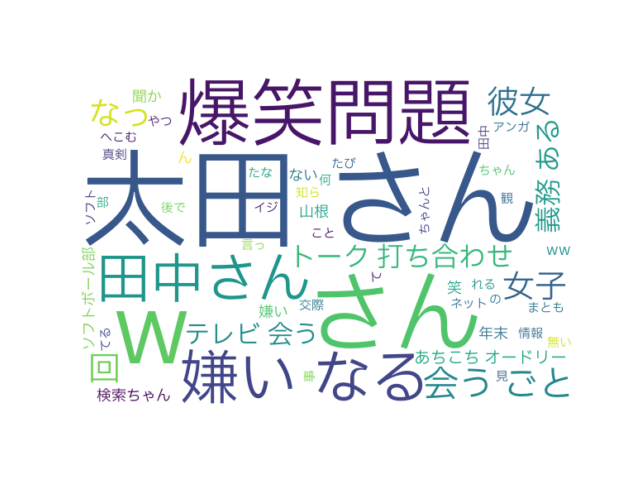 爆笑問題
彼女
聞か
なっ
やっ
へこむ
真剣
ん
田中
アンガ
ある
義務
太田 さん
たな
ない
たび
何
ちゃん
知ら
ソフト
部
後で
イジ
山根
こと
ちゃんと
観
言っ
トーク 打ち合わせ
ww
田中 さん
さん
て
笑
れる
の
女子
ネット
まとも
ソフトボール部
嫌い
交際
w
テレビ 会う
年末
情報
無い
てる
回
嫌い なる
あちこち オードリー
見
会う ごと
検索ちゃん